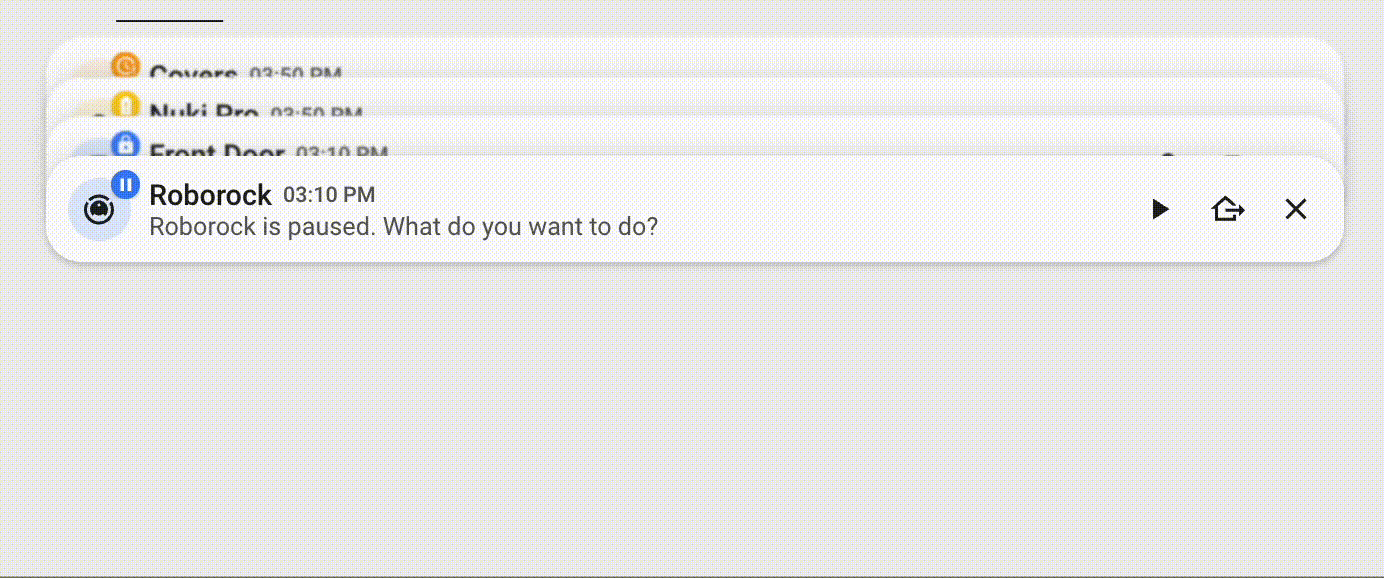 Covers 03:50 PM
Nuki Pro 03:50 PM
Front Door 03:10 PM
Roborock 03:10 PM
Roborock is paused. What do you want to do?